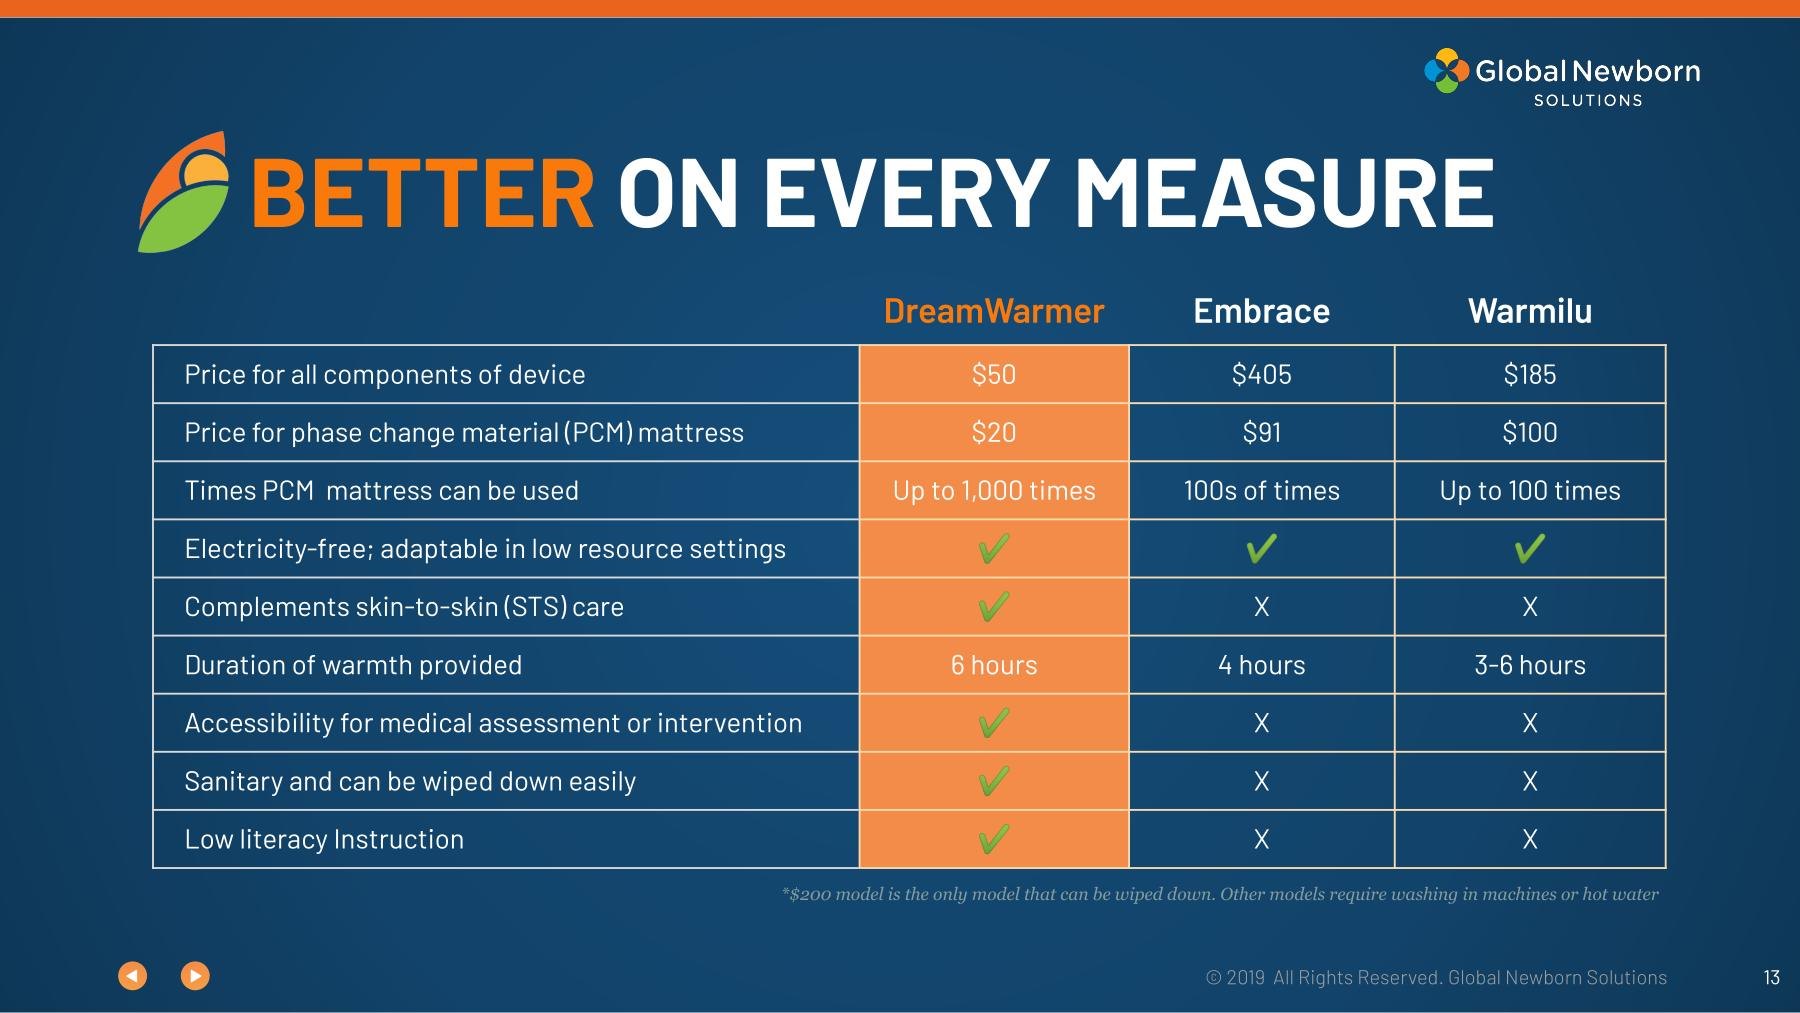 Global Newborn
SOLUTIONS
BETTER ON EVERY MEASURE
DreamWarmer Embrace Warmilu
Price for all components of device $50 $405 $185
Price for phase change material (PCM) mattress $20 $91 $100
Times PCM mattress can be used Up to 1,000 times 100s of times Up to 100 times
Electricity-free; adaptable in low resource settings ✔ ✔ ✔
Complements skin-to-skin (STS) care ✔ X X
Duration of warmth provided 6 hours 4 hours 3-6 hours
Accessibility for medical assessment or intervention ✔ X X
Sanitary and can be wiped down easily ✔ X X
Low literacy Instruction ✔ X X
*$200 model is the only model that can be wiped down. Other models require washing in machines or hot water
© 2019 All Rights Reserved. Global Newborn Solutions 13